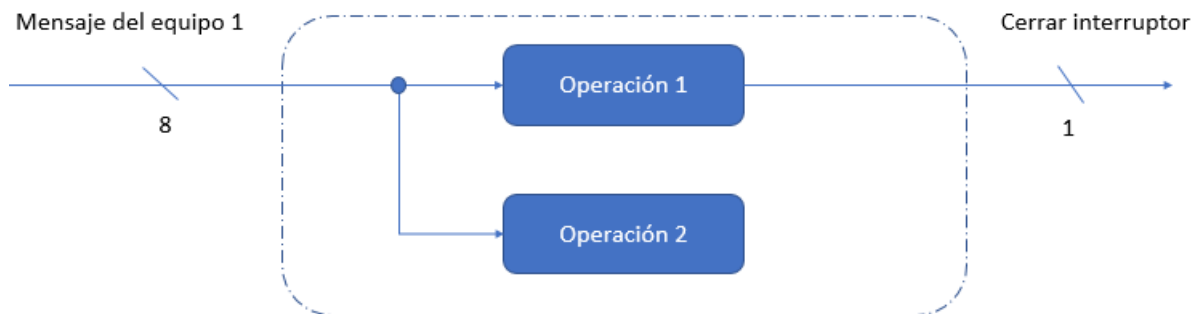 Mensaje del equipo 1
Cerrar interruptor
Operación 1
8
1
Operación 2